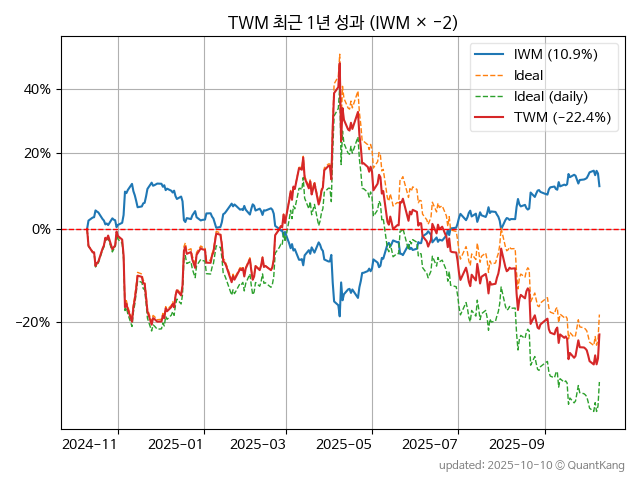 TWM 최근 1년 성과 (IWM × −2)
IWM (10.9%)
Ideal
Ideal (daily)
TWM (−22.4%)
40%
20%
0%
−20%
2024−11
2025−01
2025−03
2025−05
2025−07
2025−09
updated: 2025-10-10 © QuantKang